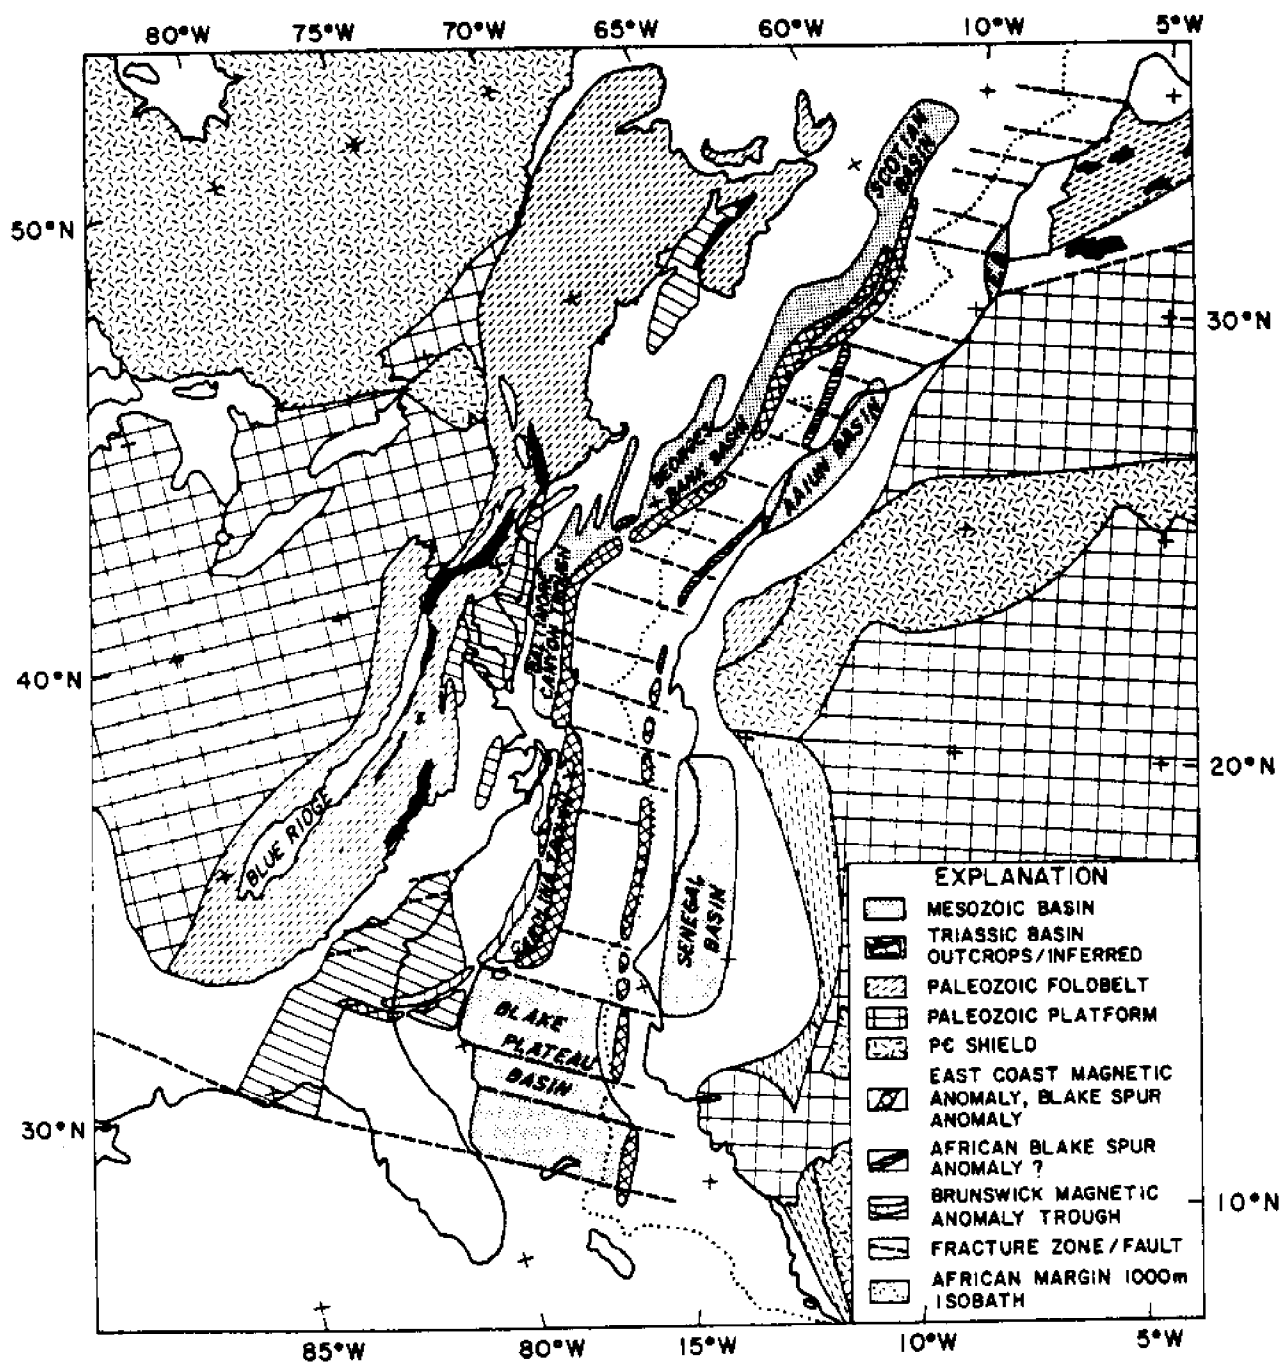 80°W 75°W 70°W 65°W 60°W 10°W 5°W
SCOTIAN
BASIN
50°N
30°N
GEORGES
BANK BASIN
AAIUN BASIN
BALTIMORE
CANYON TROUGH
40°N
20°N
BLUE RIDGE
CAROLINA TROUGH
SENEGAL
BASIN
BLAKE
PLATEAU
BASIN
30°N
10°N
EXPLANATION
MESOZOIC BASIN
TRIASSIC BASIN
OUTCROPS/INFERRED
PALEOZOIC FOLDBELT
PALEOZOIC PLATFORM
P€ SHIELD
EAST COAST MAGNETIC
ANOMALY, BLAKE SPUR
ANOMALY
AFRICAN BLAKE SPUR
ANOMALY ?
BRUNSWICK MAGNETIC
ANOMALY TROUGH
FRACTURE ZONE/FAULT
AFRICAN MARGIN 1000m
ISOBATH
85°W 80°W 15°W 10°W 5°W